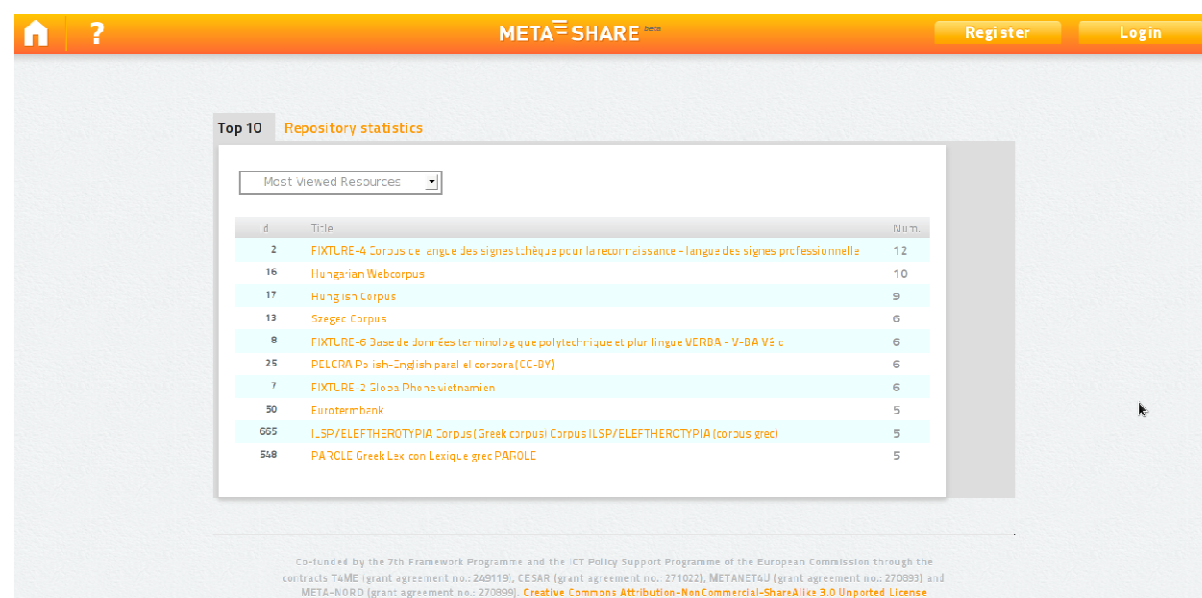 ?
META SHARE beta
Register
Login
Top 10
Repository statistics
Most Viewed Resources
Title
Num.
2 FIXTURE-4 Corpus de langue des signes tchèque pour la reconnaissance - langue des signes professionnelle 12
16 Hungarian Webcorpus 10
17 Hunglish Corpus 9
13 Szeged Corpus 6
8 FIXTURE-6 Base de données terminologique polytechnique et plurilingue VERBA - 6
25 PELCRA Polish-English parallel corpora (CC-BY) 6
7 FIXTURE-2 GlobalPhone vietnamien 6
50 Eurotermbank 5
665 ILSP/ELEFTHEROTYPIA Corpus (Greek corpus) Corpus ILSP/ELEFTHEROTYPIA (corpus grec) 5
548 PAROLE Greek Lexicon Lexique grec PAROLE 5
Co-funded by the 7th Framework Programme and the ICT Policy Support Programme of the European Commission through the
contracts T4ME (grant agreement no.: 249119), CESAR (grant agreement no.: 271022), METANET4U (grant agreement no.: 270893) and
META-NORD (grant agreement no.: 270899). Creative Commons Attribution-NonCommercial-ShareAlike 3.0 Unported License